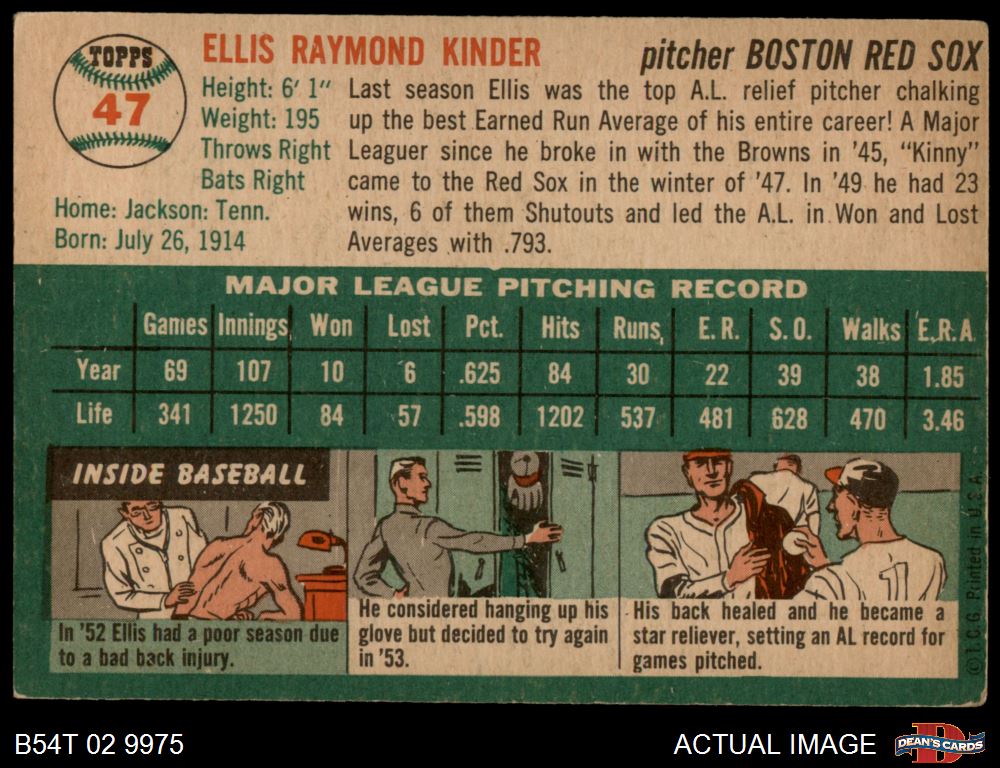 TOPPS
47
ELLIS RAYMOND KINDER
pitcher BOSTON RED SOX
Height: 6' 1"
Weight: 195
Throws Right
Bats Right
Home: Jackson: Tenn.
Born: July 26, 1914
Last season Ellis was the top A.L. relief pitcher chalking
up the best Earned Run Average of his entire career! A Major
Leaguer since he broke in with the Browns in '45, "Kinny"
came to the Red Sox in the winter of '47. In '49 he had 23
wins, 6 of them Shutouts and led the A.L. in Won and Lost
Averages with .793.
MAJOR LEAGUE PITCHING RECORD
Games Innings Won Lost Pct. Hits Runs E. R. S. O. Walks E.R.A.
Year 69 107 10 6 .625 84 30 22 39 38 1.85
Life 341 1250 84 57 .598 1202 537 481 628 470 3.46
INSIDE BASEBALL
In '52 Ellis had a poor season due
to a bad back injury.
He considered hanging up his
glove but decided to try again
in '53.
1
His back healed and he became a
star reliever, setting an AL record for
games pitched.
© T.C.G. Printed in U.S.A.
B54T 02 9975
ACTUAL IMAGE
D
DEAN'S CARDS